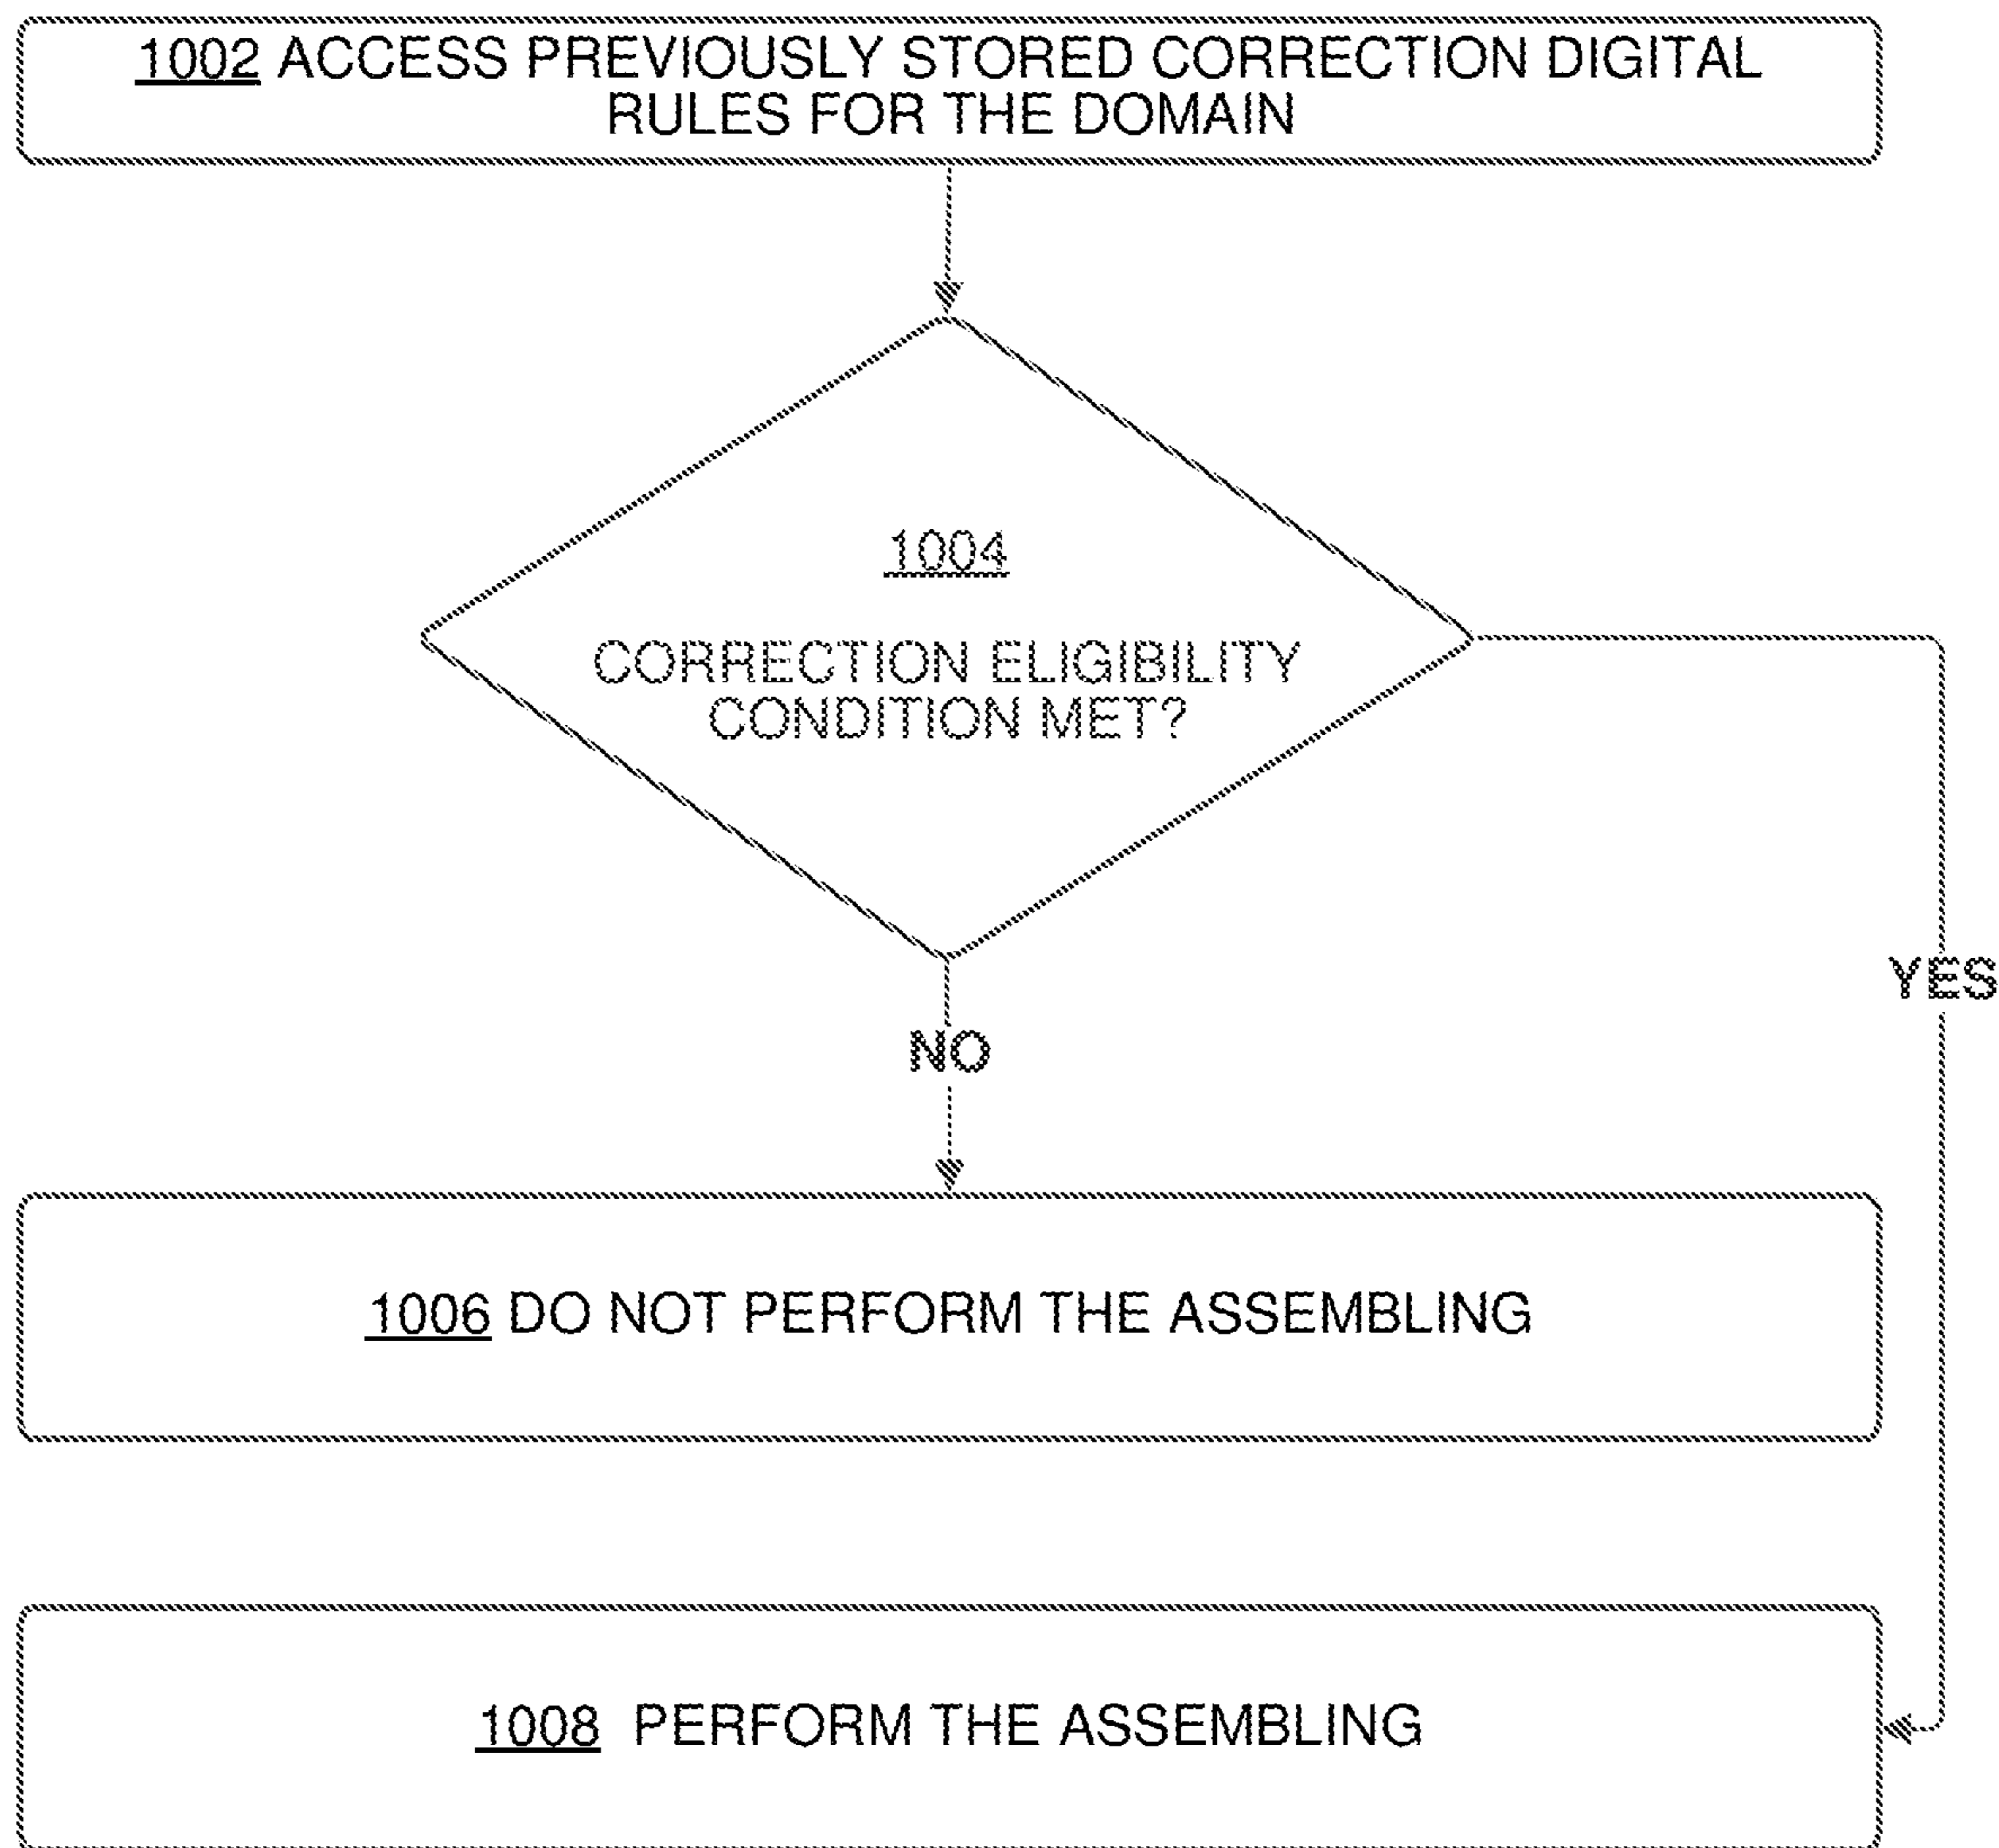 1002 ACCESS PREVIOUSLY STORED CORRECTION DIGITAL
RULES FOR THE DOMAIN
1004
CORRECTION ELIGIBILITY
CONDITION MET?
YES
NO
1006 DO NOT PERFORM THE ASSEMBLING
1008 PERFORM THE ASSEMBLING